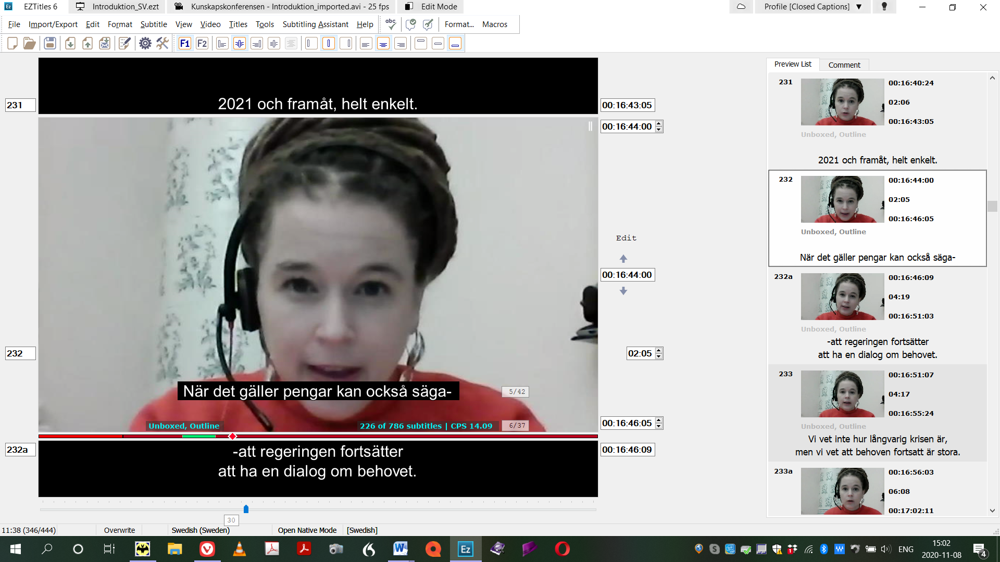 EZTitles 6
Introduktion_SV.ezt
Kunskapskonferensen - Introduktion_imported.avi - 25 fps
Edit Mode
Profile [Closed Captions] ▼
File Import/Export Edit Format Subtitle View Video Titles Tools Subtitling Assistant Help
abc
Format... Macros
F1 F2
231
2021 och framåt, helt enkelt.
00:16:43:05
00:16:44:00
Edit
00:16:44:00
232
02:05
När det gäller pengar kan också säga-
5/42
Unboxed, Outline
226 of 786 subtitles | CPS 14.09
6/37
00:16:46:05
232a
-att regeringen fortsätter
att ha en dialog om behovet.
00:16:46:09
30
Preview List
Comment
231
00:16:40:24
02:06
00:16:43:05
Unboxed, Outline
2021 och framåt, helt enkelt.
232
00:16:44:00
02:05
00:16:46:05
Unboxed, Outline
När det gäller pengar kan också säga-
232a
00:16:46:09
04:19
00:16:51:03
Unboxed, Outline
-att regeringen fortsätter
att ha en dialog om behovet.
233
00:16:51:07
04:17
00:16:55:24
Unboxed, Outline
Vi vet inte hur långvarig krisen är,
men vi vet att behoven fortsatt är stora.
233a
00:16:56:03
06:08
00:17:02:11
11:38 (346/444)
Overwrite
Swedish (Sweden)
Open Native Mode
[Swedish]
Ez
ENG
15:02
2020-11-08
4